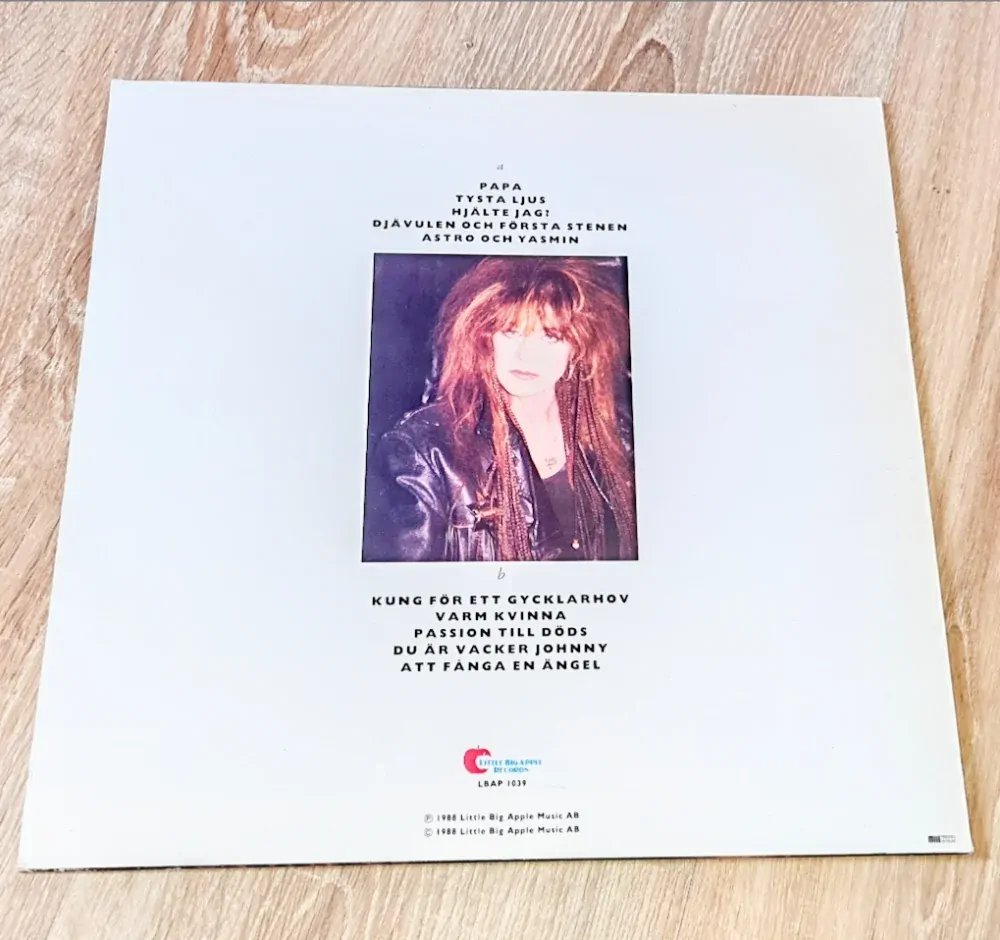 a
PAPA
TYSTA LJUS
HJÄLTE JAG?
DJÄVULEN OCH FÖRSTA STENEN
ASTRO OCH YASMIN
b
KUNG FÖR ETT GYCKLARHOV
VARM KVINNA
PASSION TILL DÖDS
DU ÄR VACKER JOHNNY
ATT FÅNGA EN ÄNGEL
LITTLE BIG APPLE
RECORDS
LBAP 1039
℗ 1988 Little Big Apple Music AB
© 1988 Little Big Apple Music AB